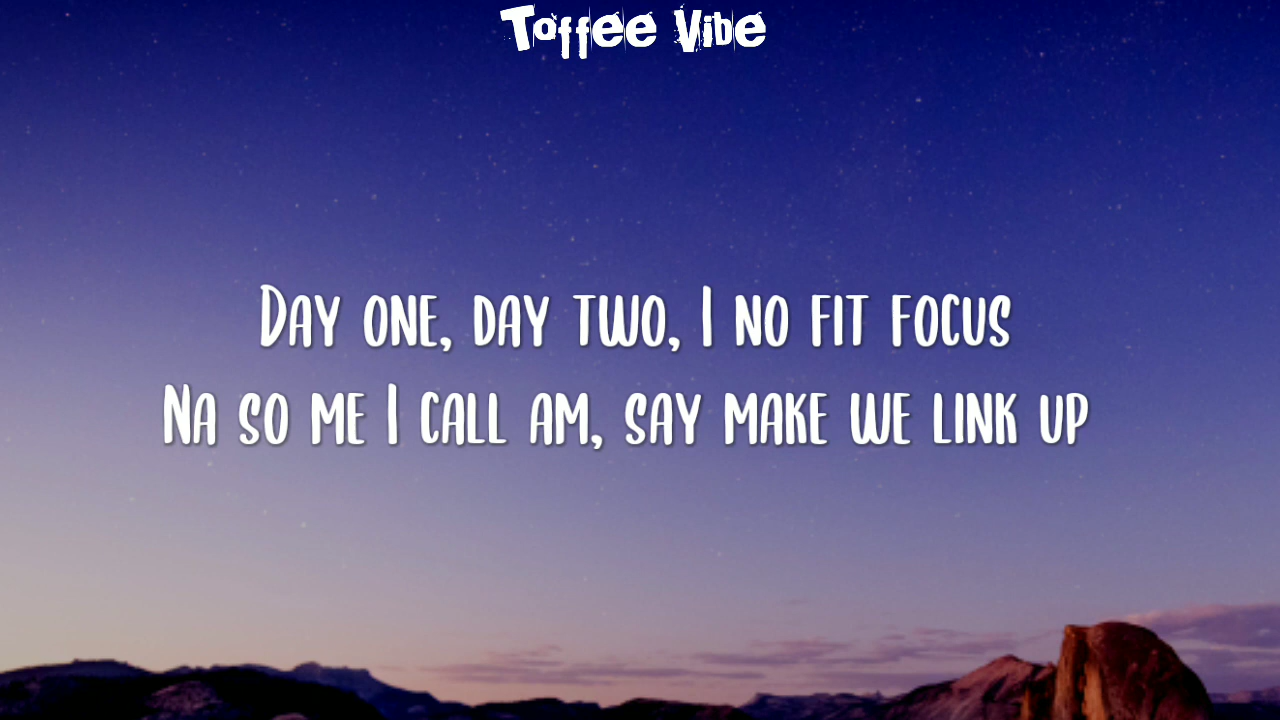 Toffee Vibe
Day one, day two, I no fit focus
Na so me I call am, say make we link up